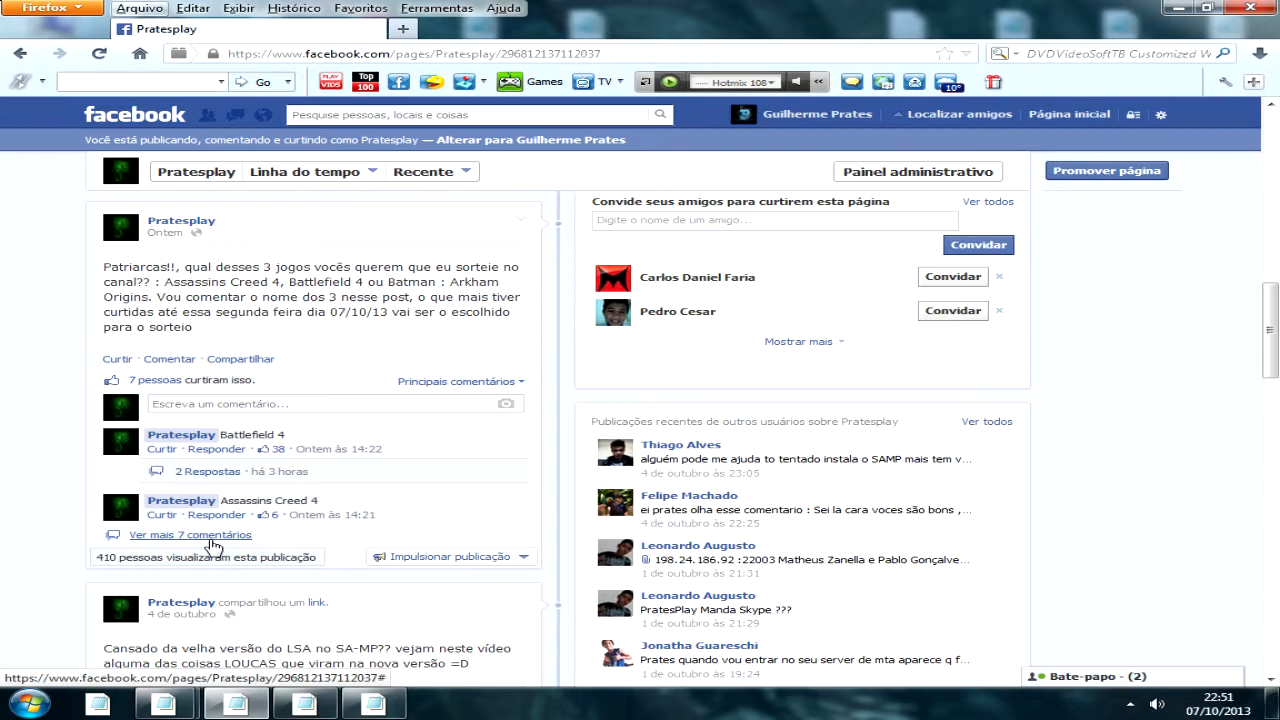 Firefox
Arquivo Editar Exibir Histórico Favoritos Ferramentas Ajuda
Pratesplay
https://www.facebook.com/pages/Pratesplay/296812137112037
DVDVideoSoftTB Customized W
Go
PLAY VIDS
Top 100
Games
TV
Hotmix 108
10°
facebook
Pesquise pessoas, locais e coisas
Guilherme Prates
Localizar amigos
Página inicial
Você está publicando, comentando e curtindo como Pratesplay — Alterar para Guilherme Prates
Pratesplay
Linha do tempo
Recente
Painel administrativo
Promover página
Pratesplay
Ontem
Patriarcas!!, qual desses 3 jogos vocês querem que eu sorteie no
canal?? : Assassins Creed 4, Battlefield 4 ou Batman : Arkham
Origins. Vou comentar o nome dos 3 nesse post, o que mais tiver
curtidas até essa segunda feira dia 07/10/13 vai ser o escolhido
para o sorteio
Curtir · Comentar · Compartilhar
7 pessoas curtiram isso.
Principais comentários
Escreva um comentário...
Pratesplay Battlefield 4
Curtir · Responder · 38 · Ontem às 14:22
2 Respostas · há 3 horas
Pratesplay Assassins Creed 4
Curtir · Responder · 6 · Ontem às 14:21
Ver mais 7 comentários
410 pessoas visualizaram esta publicação
Impulsionar publicação
Pratesplay compartilhou um link.
4 de outubro
Cansado da velha versão do LSA no SA-MP?? vejam neste vídeo
alguma das coisas LOUCAS que viram na nova versão =D
Convide seus amigos para curtirem esta página
Ver todos
Digite o nome de um amigo...
Convidar
Carlos Daniel Faria
Convidar
Pedro Cesar
Convidar
Mostrar mais
Publicações recentes de outros usuários sobre Pratesplay
Ver todos
Thiago Alves
alguém pode me ajuda to tentado instala o SAMP mais tem v...
4 de outubro às 23:05
Felipe Machado
ei prates olha esse comentario : Sei la cara voces são bons , ...
4 de outubro às 22:25
Leonardo Augusto
198.24.186.92 :22003 Matheus Zanella e Pablo Gonçalve...
1 de outubro às 21:31
Leonardo Augusto
PratesPlay Manda Skype ???
1 de outubro às 21:29
Jonatha Guareschi
Prates quando vou entrar no seu server de mta aparece q f...
1 de outubro às 19:24
https://www.facebook.com/pages/Pratesplay/296812137112037#
Bate-papo - (2)
22:51
07/10/2013